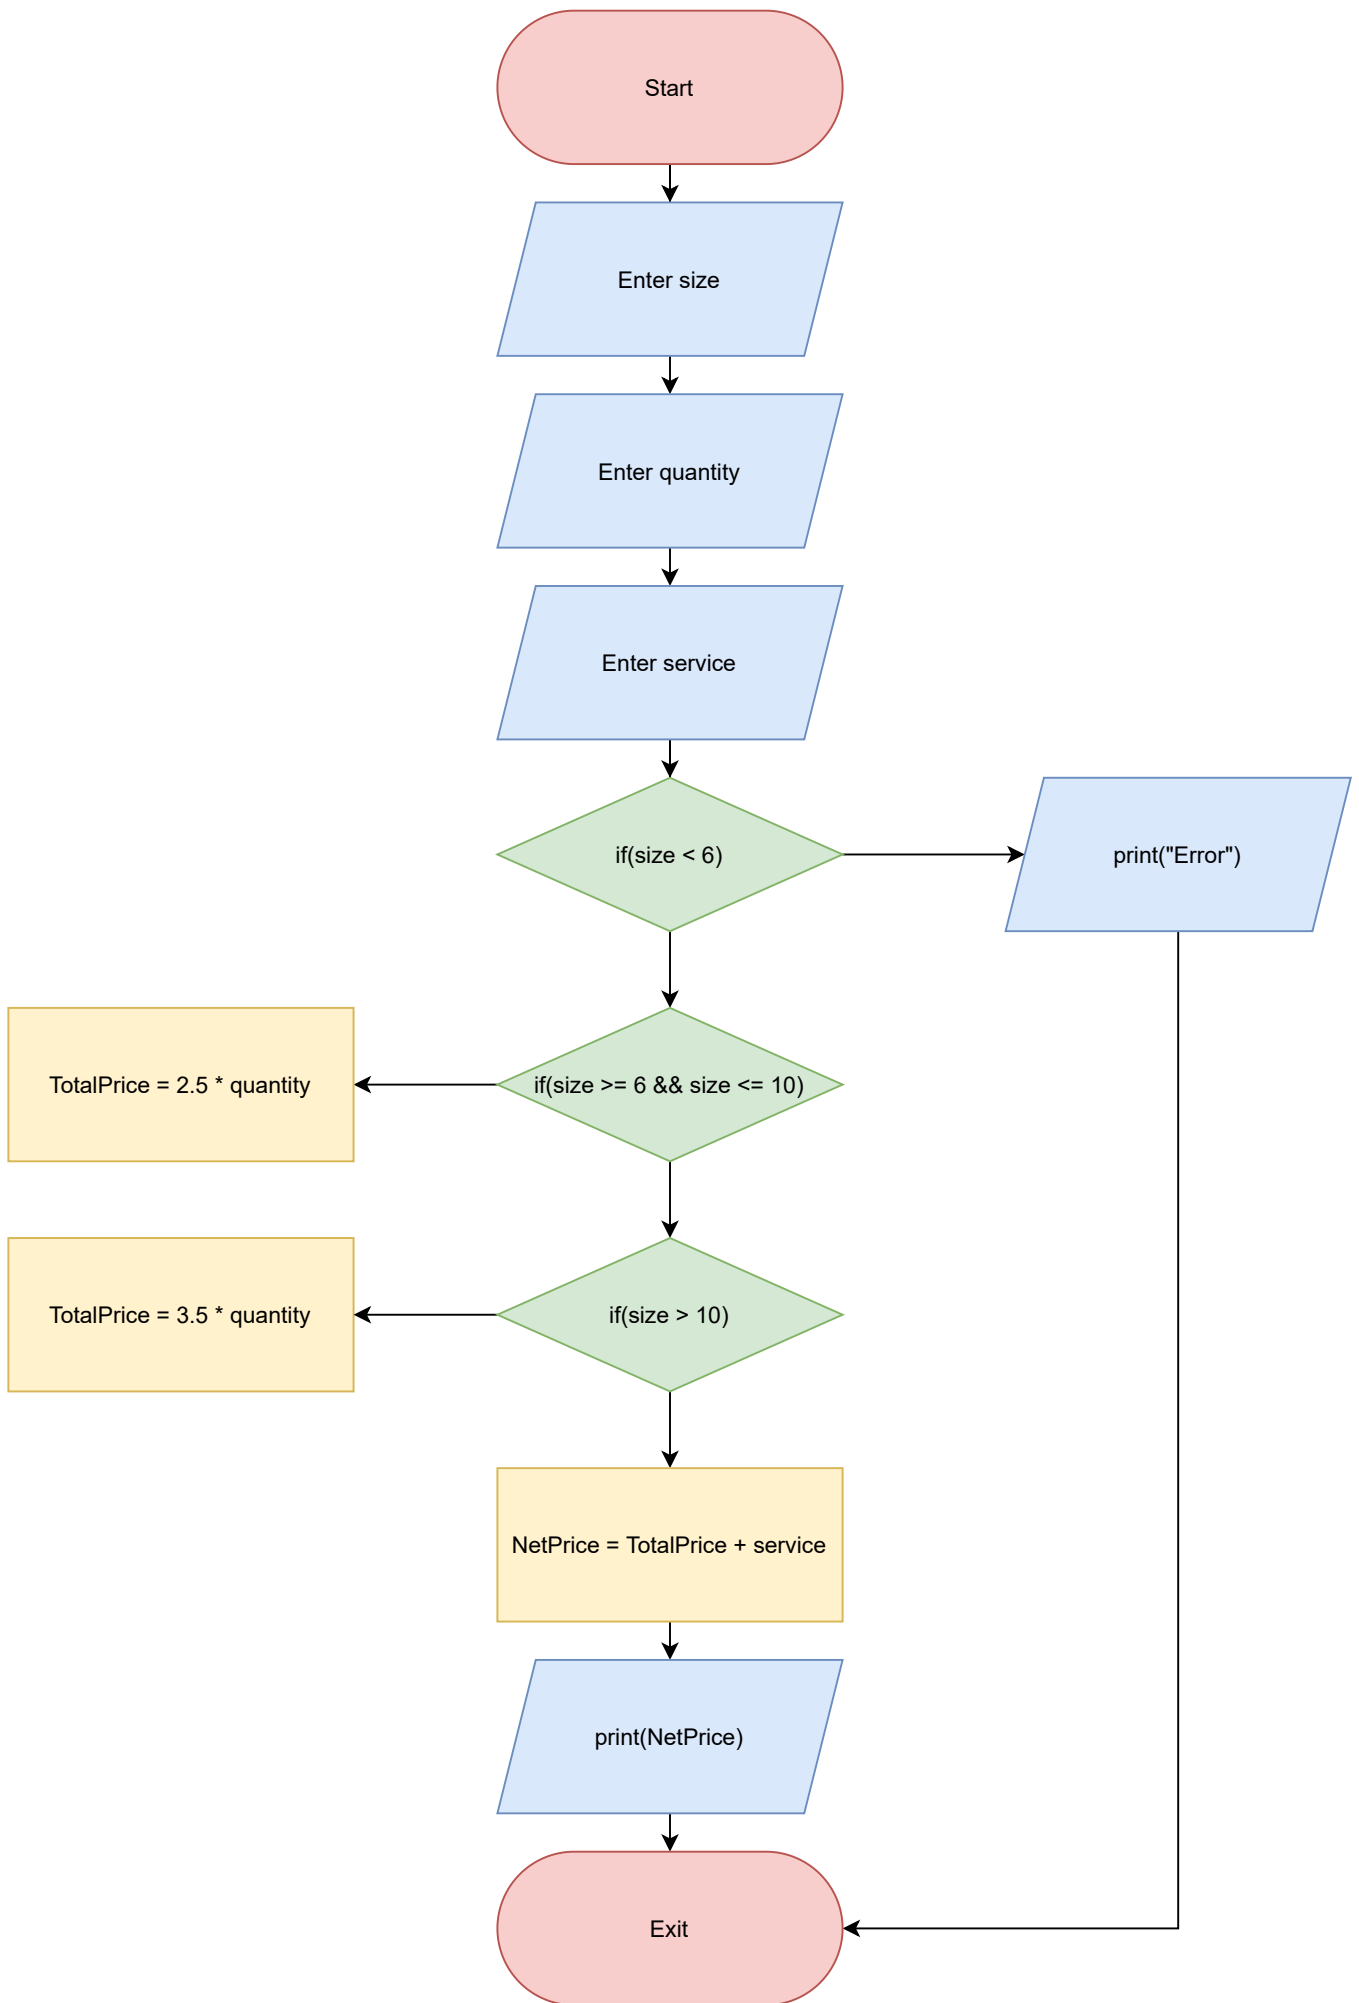 Start
Enter size
Enter quantity
Enter service
if(size < 6)
print("Error")
TotalPrice = 2.5 * quantity
if(size >= 6 && size <= 10)
TotalPrice = 3.5 * quantity
if(size > 10)
NetPrice = TotalPrice + service
print(NetPrice)
Exit